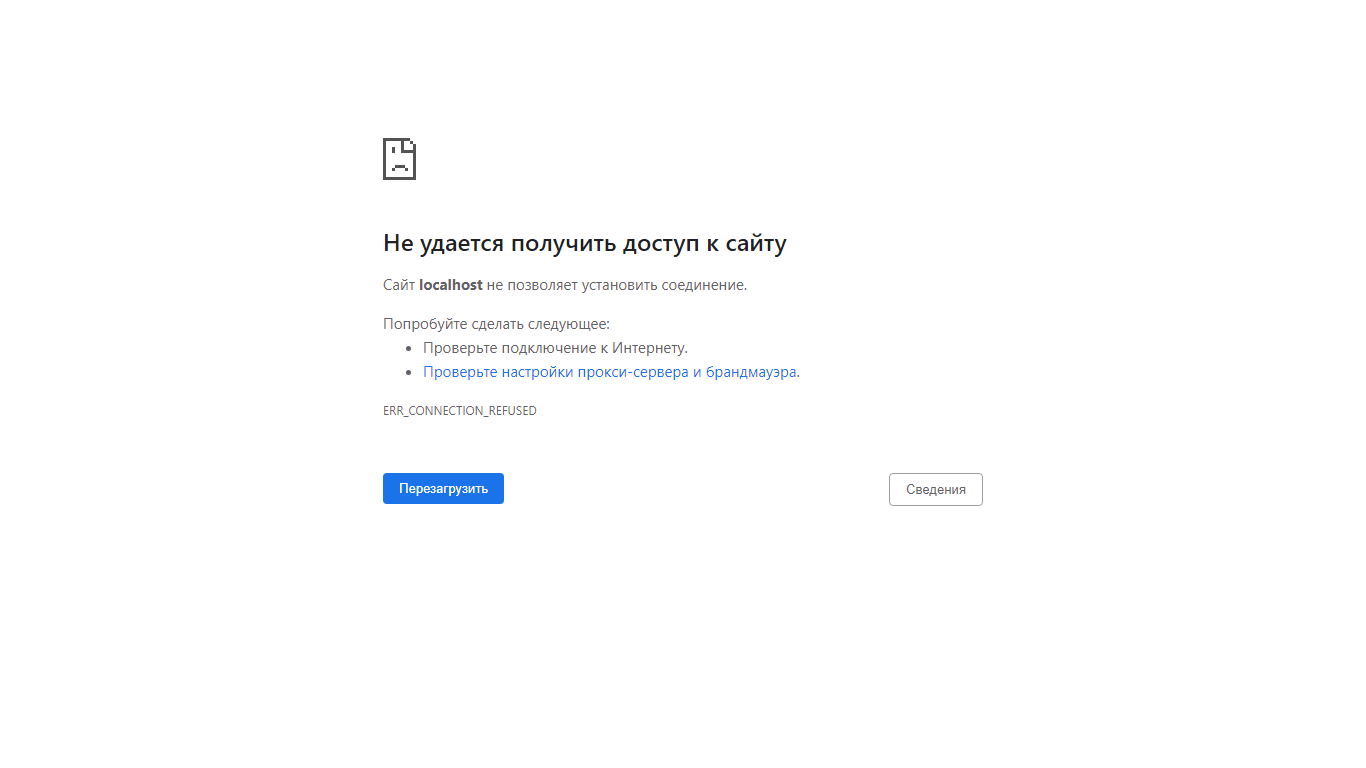 Не удается получить доступ к сайту
Сайт localhost не позволяет установить соединение.
Попробуйте сделать следующее:
Проверьте подключение к Интернету.
Проверьте настройки прокси-сервера и брандмауэра.
ERR_CONNECTION_REFUSED
Перезагрузить
Сведения